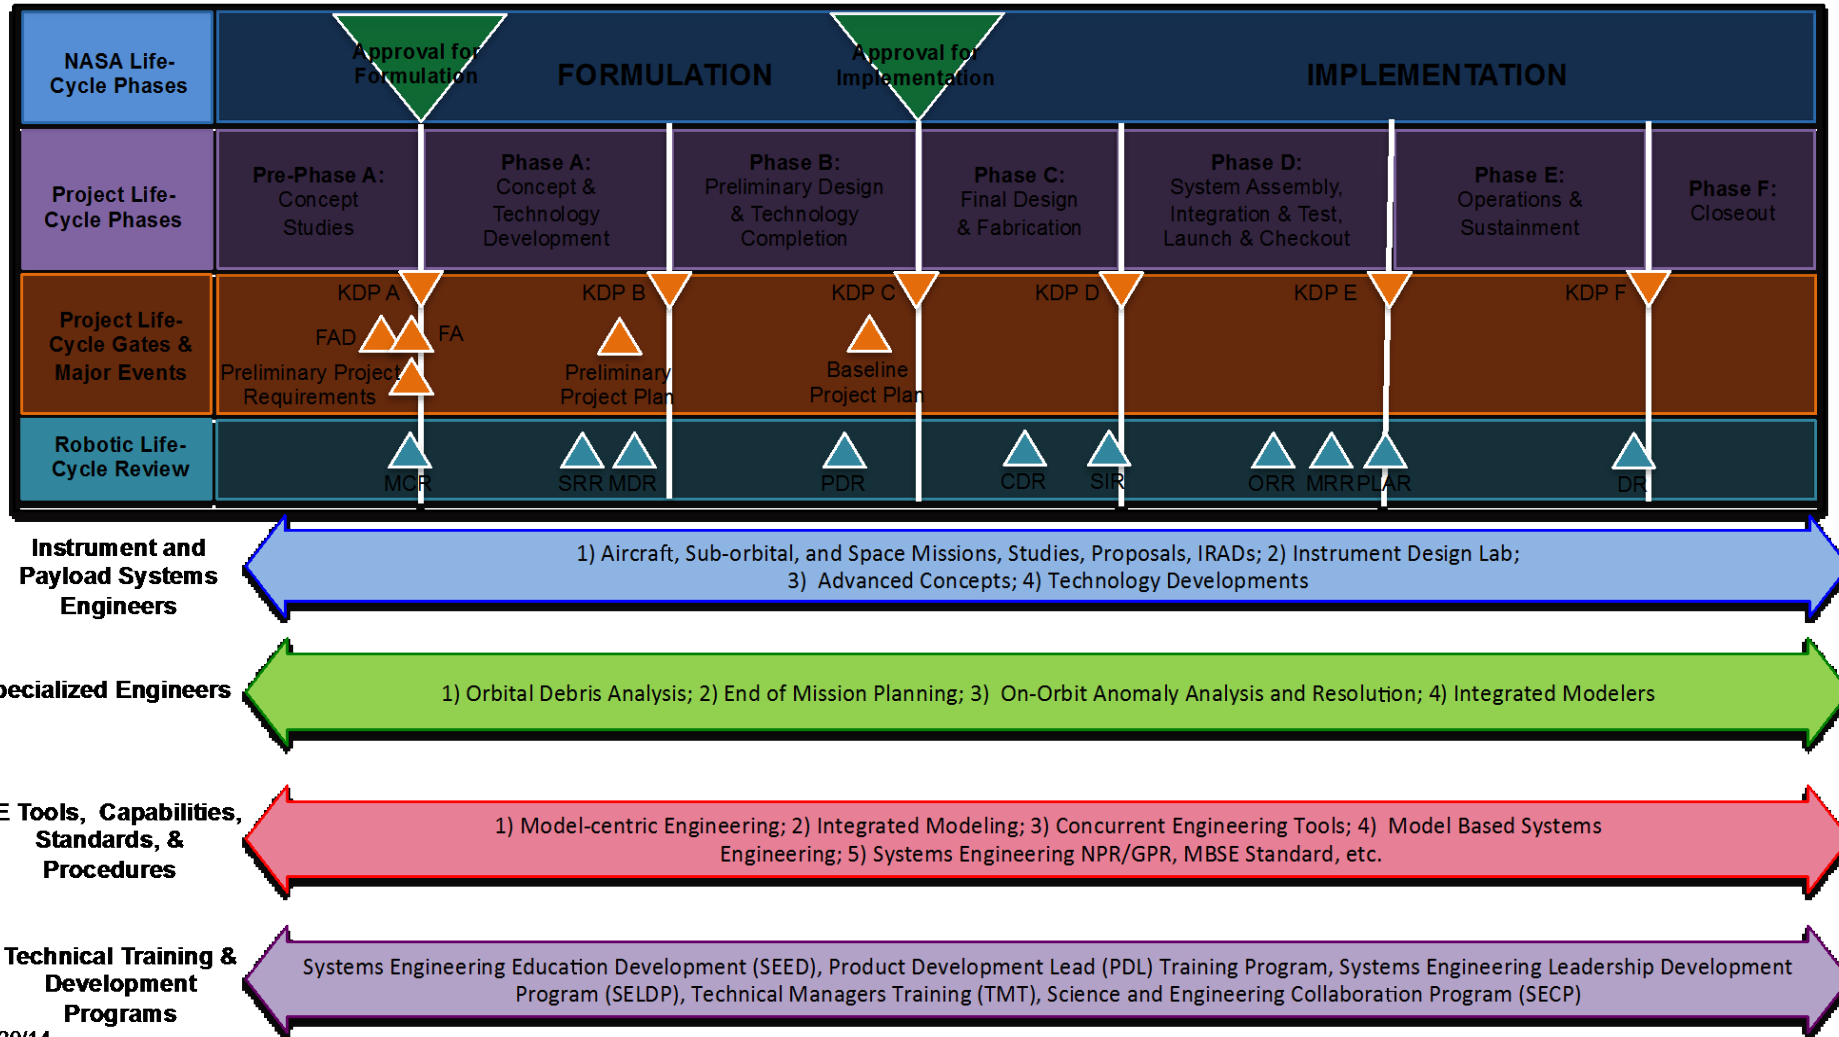 NASA Life-
Cycle Phases
Approval for
Formulation
FORMULATION
Approval for
Implementation
IMPLEMENTATION
Project Life-
Cycle Phases
Pre-Phase A:
Concept
Studies
Phase A:
Concept &
Technology
Development
Phase B:
Preliminary Design
& Technology
Completion
Phase C:
Final Design
& Fabrication
Phase D:
System Assembly,
Integration & Test,
Launch & Checkout
Phase E:
Operations &
Sustainment
Phase F:
Closeout
Project Life-
Cycle Gates &
Major Events
KDP A
KDP B
KDP C
KDP D
KDP E
KDP F
FAD
FA
Preliminary Project
Requirements
Preliminary
Project Plan
Baseline
Project Plan
Robotic Life-
Cycle Review
MCR
SRR
MDR
PDR
CDR
SIR
ORR
MRR
PLAR
DR
Instrument and
Payload Systems
Engineers
1) Aircraft, Sub-orbital, and Space Missions, Studies, Proposals, IRADs; 2) Instrument Design Lab;
3)  Advanced Concepts; 4) Technology Developments
pecialized Engineers
1) Orbital Debris Analysis; 2) End of Mission Planning; 3)  On-Orbit Anomaly Analysis and Resolution; 4) Integrated Modelers
E Tools,  Capabilities,
Standards, &
Procedures
1) Model-centric Engineering; 2) Integrated Modeling; 3) Concurrent Engineering Tools; 4)  Model Based Systems
Engineering; 5) Systems Engineering NPR/GPR, MBSE Standard, etc.
Technical Training &
Development
Programs
Systems Engineering Education Development (SEED), Product Development Lead (PDL) Training Program, Systems Engineering Leadership Development
Program (SELDP), Technical Managers Training (TMT), Science and Engineering Collaboration Program (SECP)